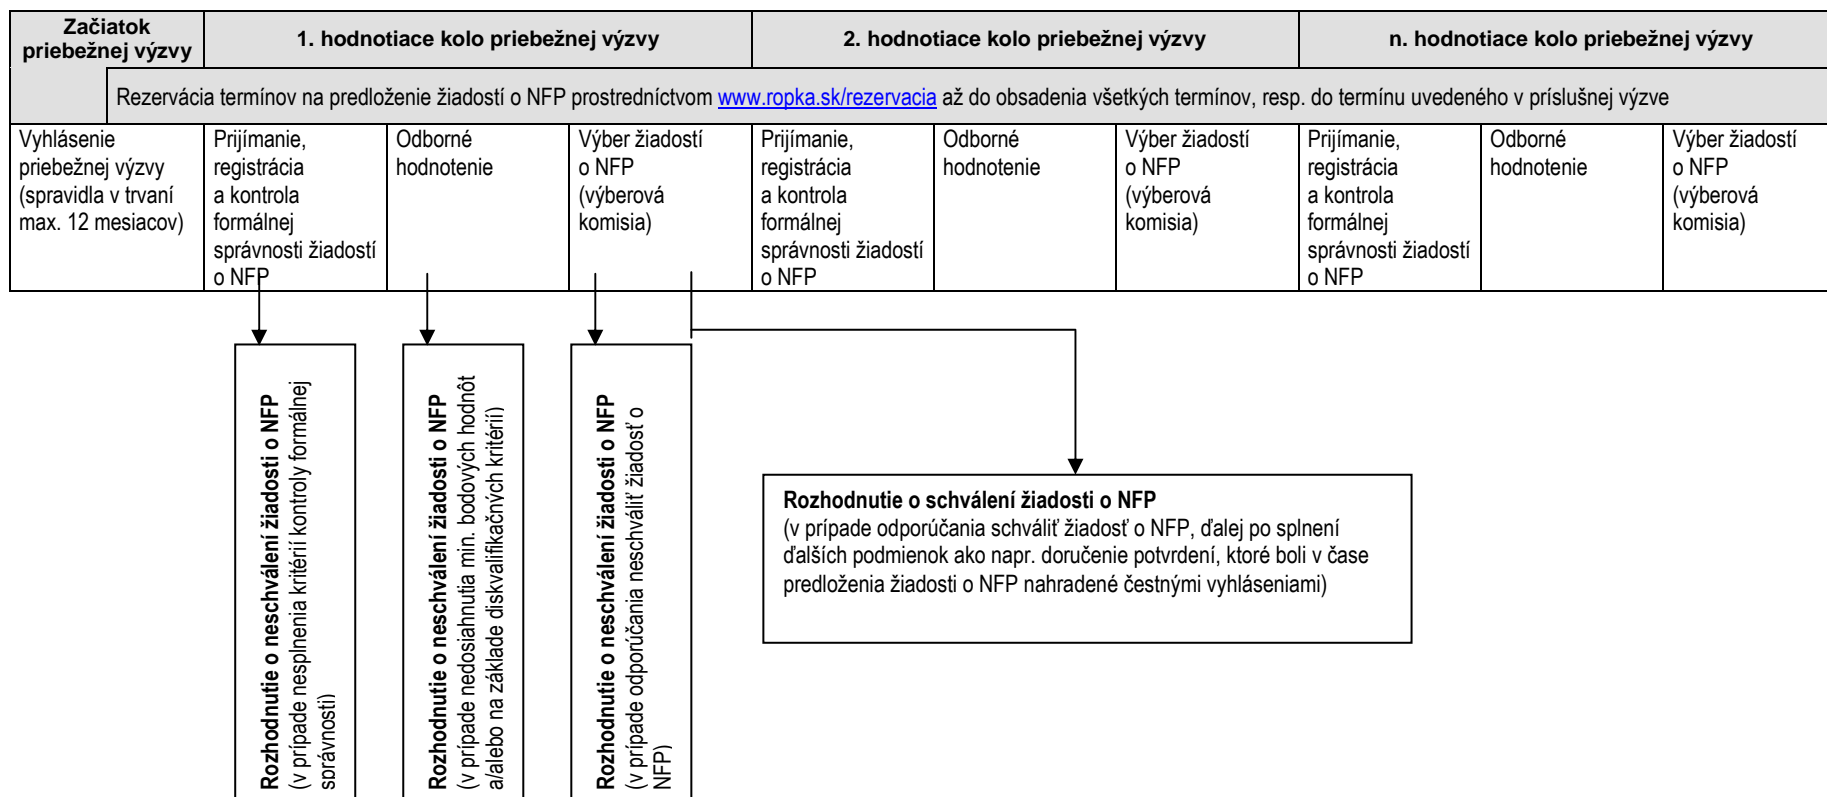 Začiatok
priebežnej výzvy
1. hodnotiace kolo priebežnej výzvy
2. hodnotiace kolo priebežnej výzvy
n. hodnotiace kolo priebežnej výzvy
Rezervácia termínov na predloženie žiadostí o NFP prostredníctvom www.ropka.sk/rezervacia až do obsadenia všetkých termínov, resp. do termínu uvedeného v príslušnej výzve
Vyhlásenie
priebežnej výzvy
(spravidla v trvaní
max. 12 mesiacov)
Prijímanie,
registrácia
a kontrola
formálnej
správnosti žiadostí
o NFP
Odborné
hodnotenie
Výber žiadostí
o NFP
(výberová
komisia)
Prijímanie,
registrácia
a kontrola
formálnej
správnosti žiadostí
o NFP
Odborné
hodnotenie
Výber žiadostí
o NFP
(výberová
komisia)
Prijímanie,
registrácia
a kontrola
formálnej
správnosti žiadostí
o NFP
Odborné
hodnotenie
Výber žiadostí
o NFP
(výberová
komisia)
Rozhodnutie o neschválení žiadosti o NFP
(v prípade nesplnenia kritérií kontroly formálnej
správnosti)
Rozhodnutie o neschválení žiadosti o NFP
(v prípade nedosiahnutia min. bodových hodnôt
a/alebo na základe diskvalifikačných kritérií)
Rozhodnutie o neschválení žiadosti o NFP
(v prípade odporúčania neschváliť žiadosť o
NFP)
Rozhodnutie o schválení žiadosti o NFP
(v prípade odporúčania schváliť žiadosť o NFP, ďalej po splnení
ďalších podmienok ako napr. doručenie potvrdení, ktoré boli v čase
predloženia žiadosti o NFP nahradené čestnými vyhláseniami)